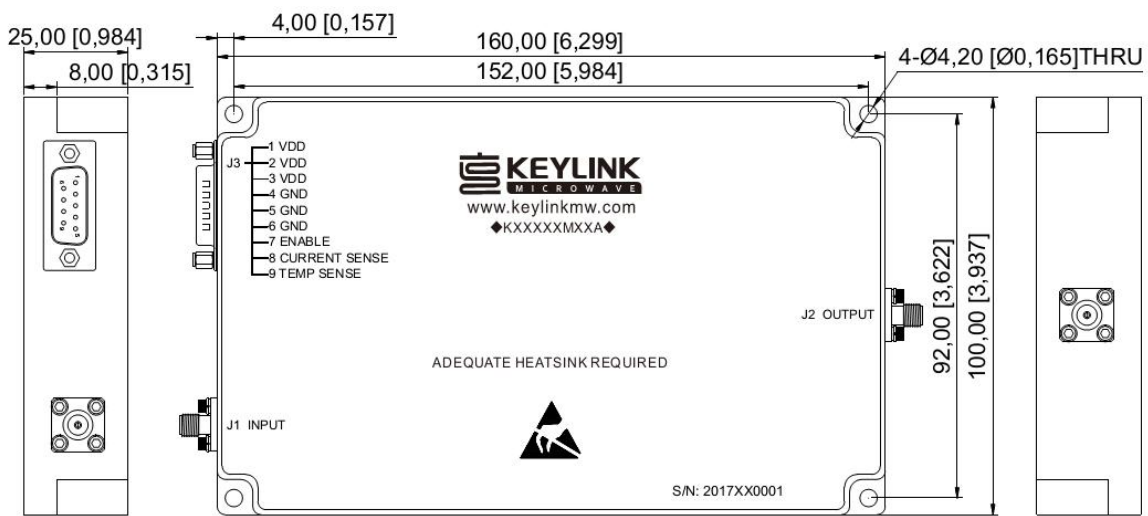 25,00 [0,984]
8,00 [0,315]
4,00 [0,157]
160,00 [6,299]
152,00 [5,984]
4-Ø4,20 [Ø0,165]THRU
J3
1 VDD
2 VDD
3 VDD
4 GND
5 GND
6 GND
7 ENABLE
8 CURRENT SENSE
9 TEMP SENSE
KEYLINK
MICROWAVE
www.keylinkmw.com
◆KXXXXXMXXA◆
J2 OUTPUT
92,00 [3,622]
100,00 [3,937]
ADEQUATE HEATSINK REQUIRED
J1 INPUT
S/N: 2017XX0001